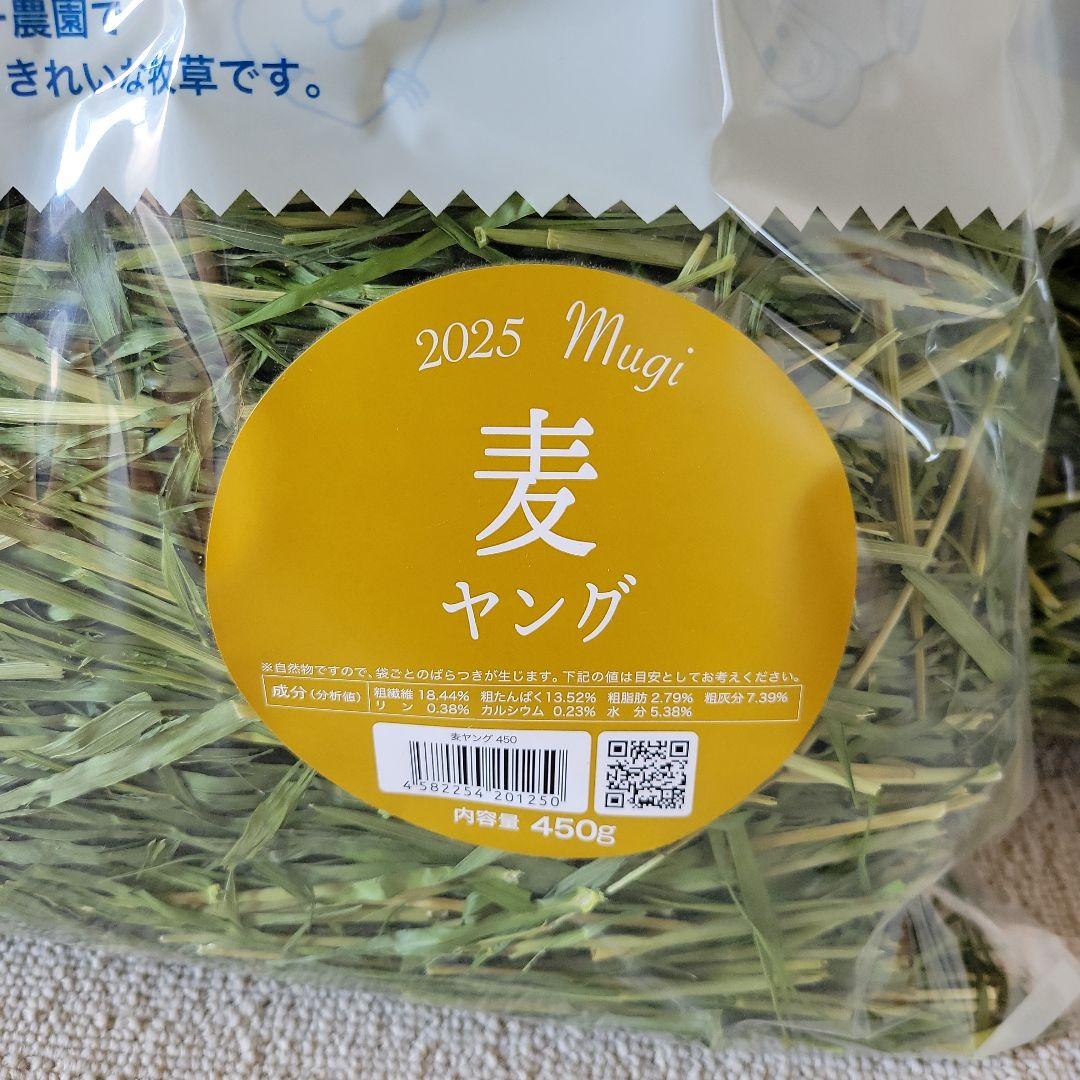 農園で
きれいな牧草です。
2025 Mugi
麦
ヤング
※自然物ですので、袋ごとのばらつきが生じます。下記の値は目安としてお考えください。
成分(分析値) 粗繊維 18.44% 粗たんぱく 13.52% 粗脂肪 2.79% 粗灰分 7.39%
リン 0.38% カルシウム 0.23% 水分 5.38%
麦ヤング 450
4 582254 201250
内容量 450g